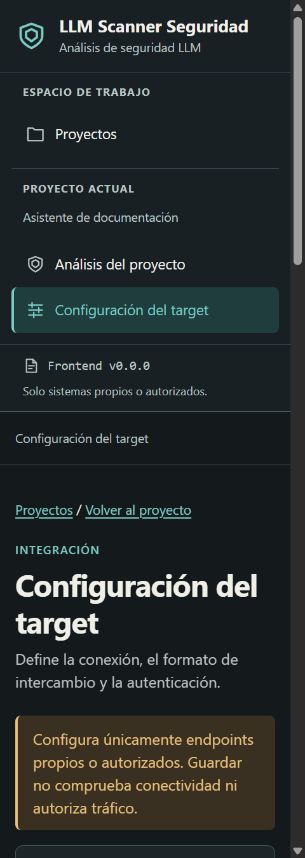 LLM Scanner Seguridad
Análisis de seguridad LLM
ESPACIO DE TRABAJO
Proyectos
PROYECTO ACTUAL
Asistente de documentación
Análisis del proyecto
Configuración del target
Frontend v0.0.0
Solo sistemas propios o autorizados.
Configuración del target
Proyectos / Volver al proyecto
INTEGRACIÓN
Configuración del
target
Define la conexión, el formato de
intercambio y la autenticación.
Configura únicamente endpoints
propios o autorizados. Guardar
no comprueba conectividad ni
autoriza tráfico.